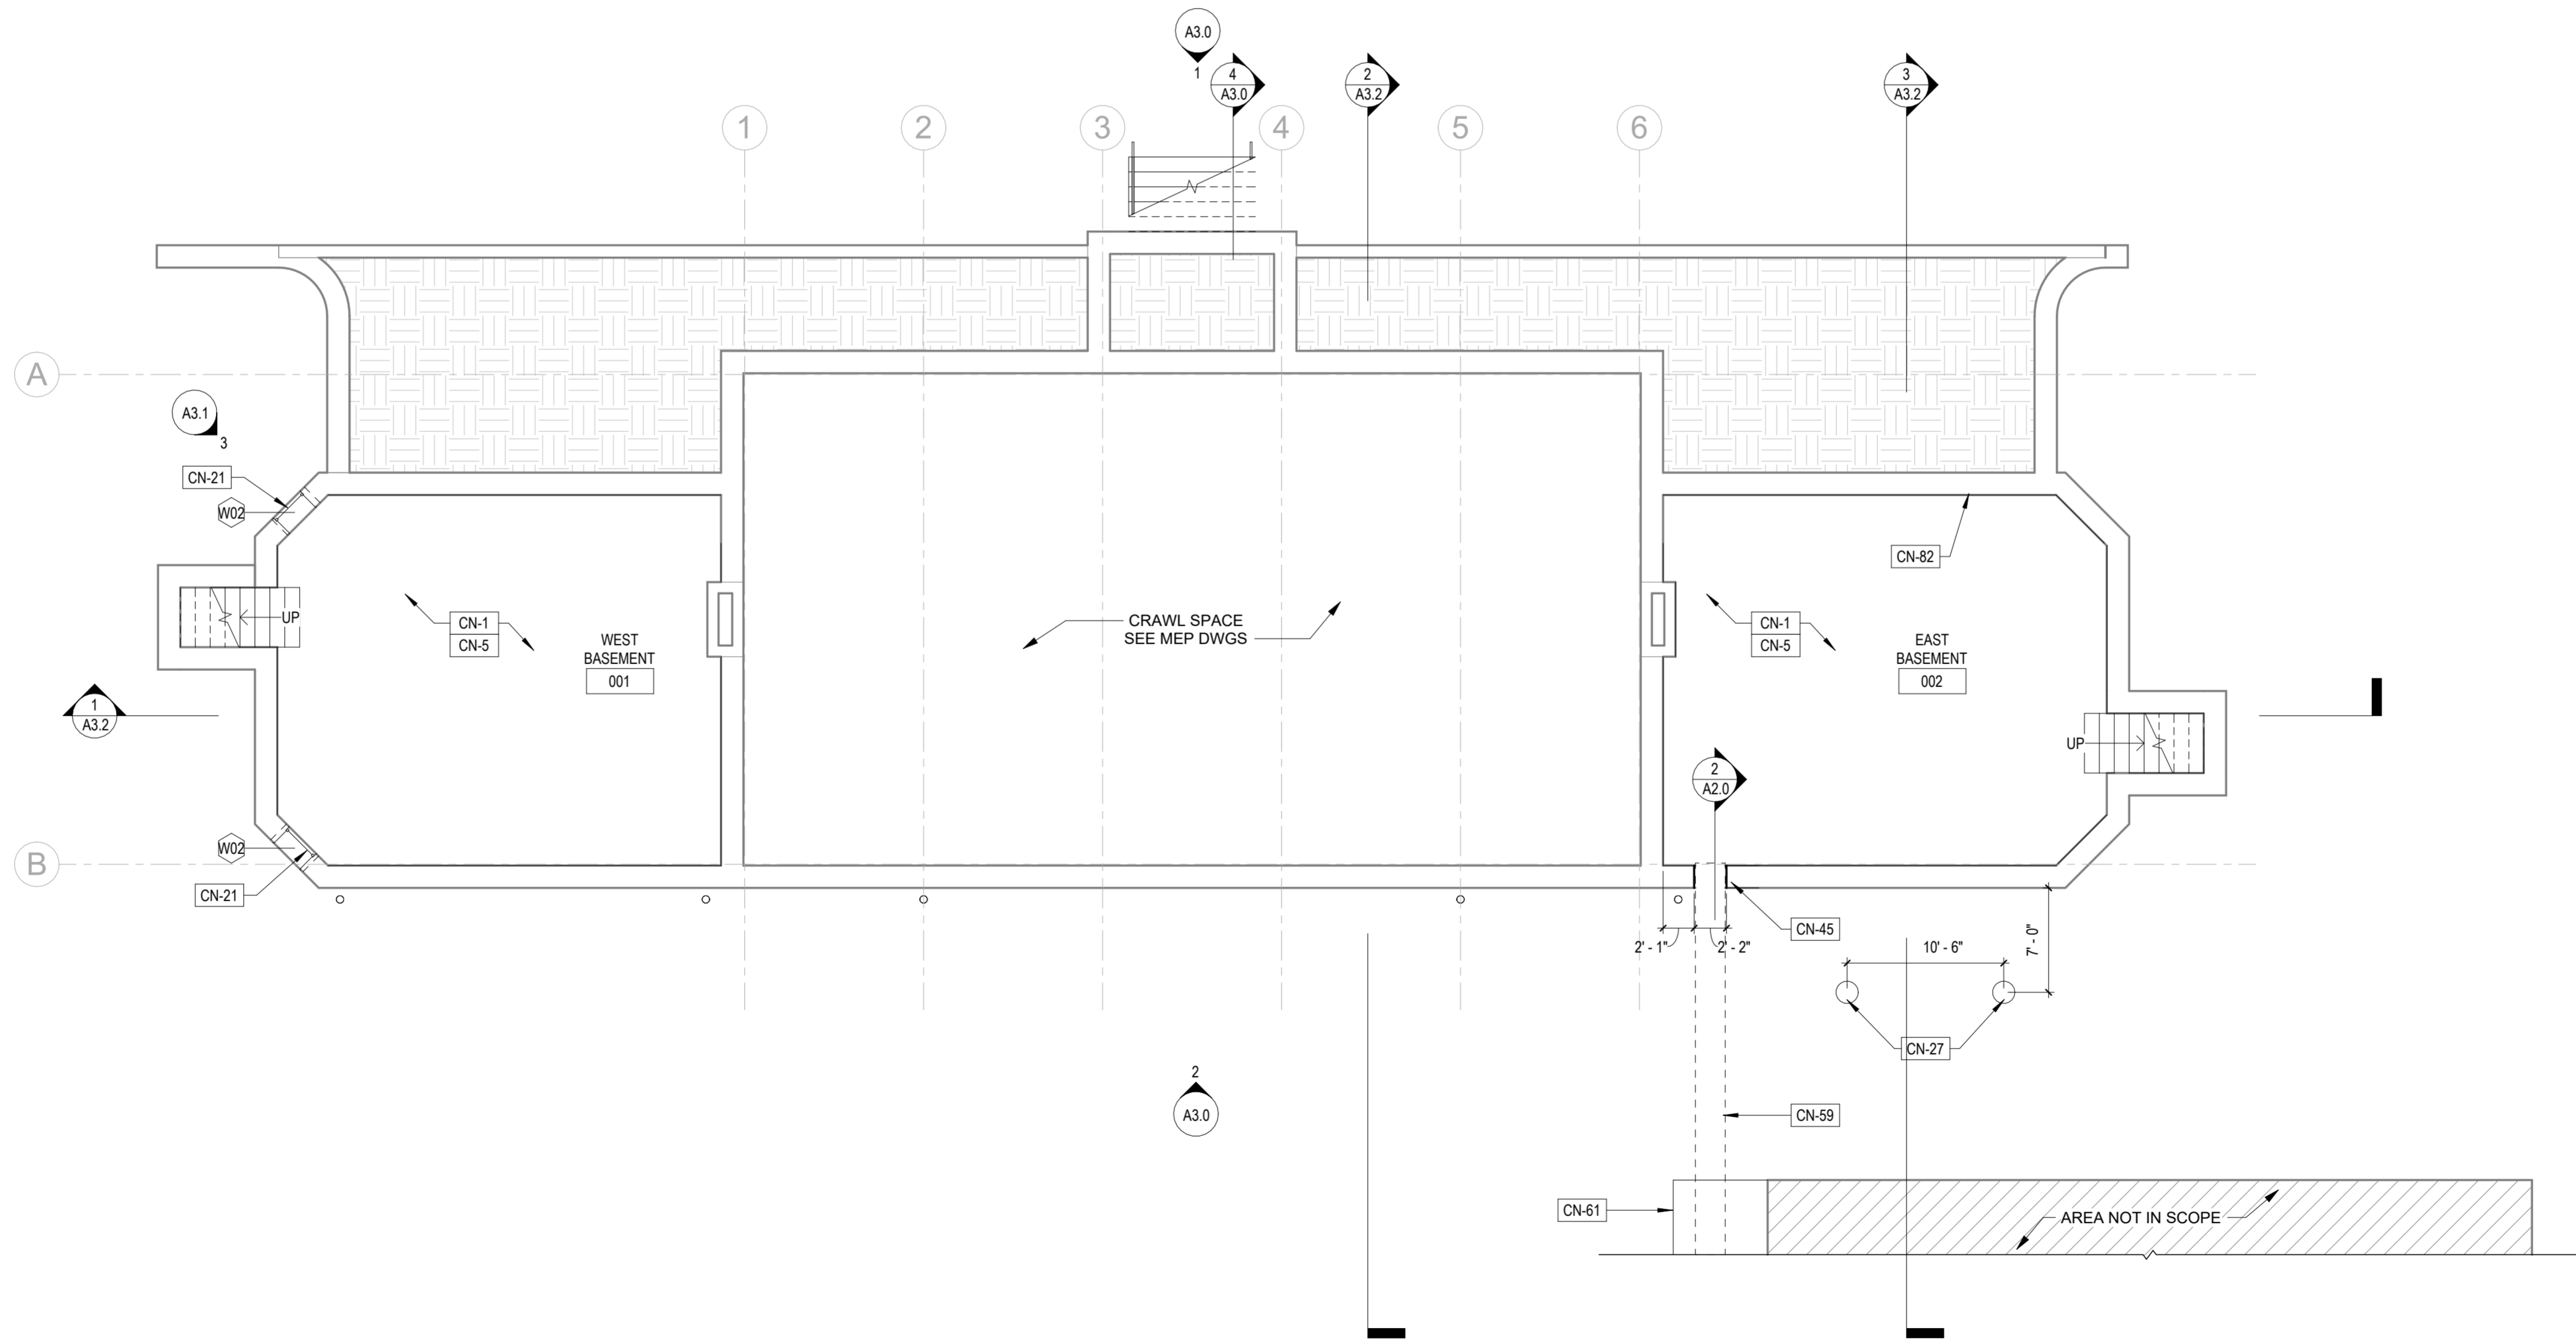 A3.0
1
4
A3.0
2
A3.2
3
A3.2
1
2
3
4
5
6
A
A3.1
3
CN-21
W02
CN-82
UP
CN-1
CN-5
WEST
BASEMENT
001
CRAWL SPACE
SEE MEP DWGS
CN-1
CN-5
EAST
BASEMENT
002
1
A3.2
UP
2
A2.0
B
W02
CN-21
CN-45
2' - 1"
2' - 2"
10' - 6"
7' - 0"
CN-27
2
A3.0
CN-59
CN-61
AREA NOT IN SCOPE